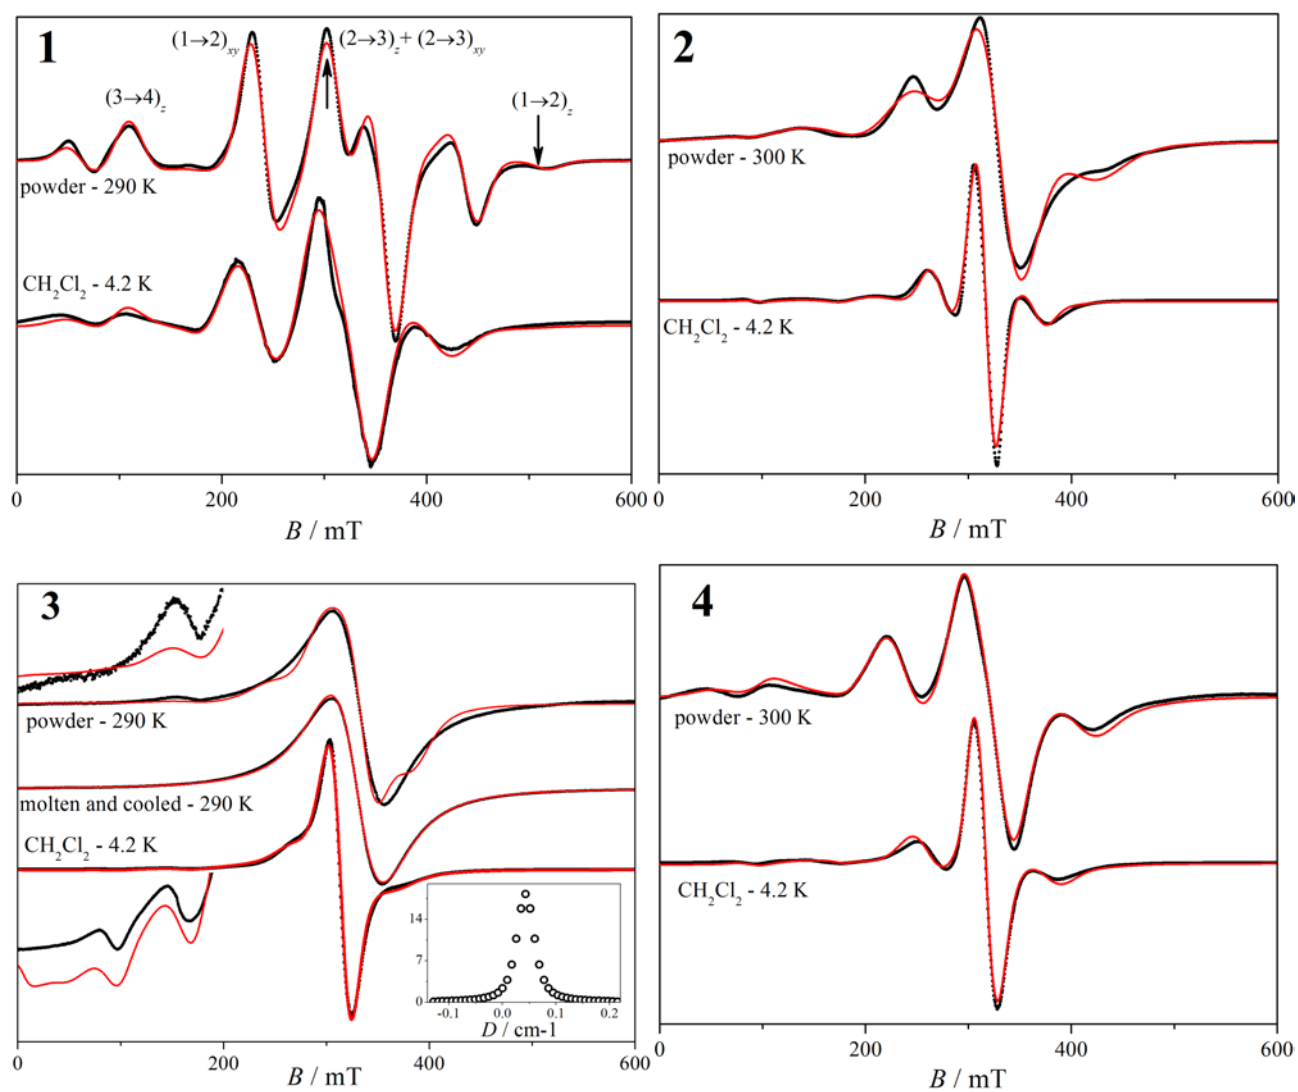 1
(1→2)xy
(2→3)z + (2→3)xy
(3→4)z
(1→2)z
powder - 290 K
CH2Cl2 - 4.2 K
0 200 400 600
B / mT
2
powder - 300 K
CH2Cl2 - 4.2 K
0 200 400 600
B / mT
3
powder - 290 K
molten and cooled - 290 K
CH2Cl2 - 4.2 K
14
7
0
-0.1 0.0 0.1 0.2
D / cm-1
0 200 400 600
B / mT
4
powder - 300 K
CH2Cl2 - 4.2 K
0 200 400 600
B / mT